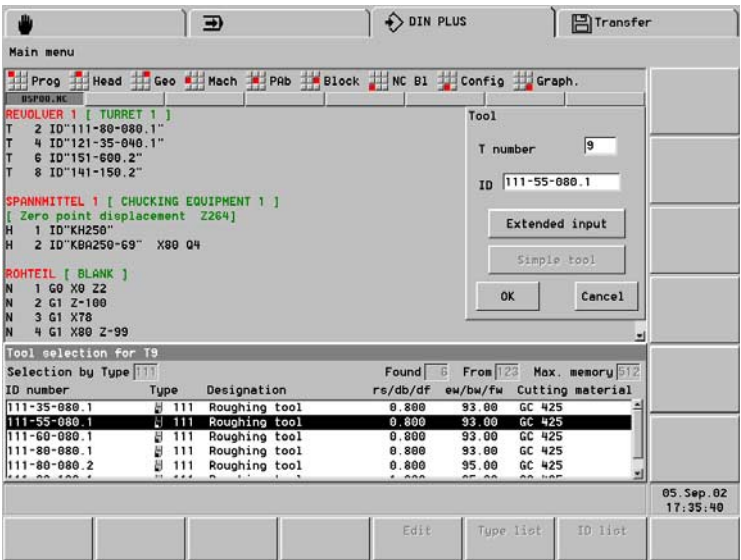 DIN PLUS
Transfer
Main menu
Prog Head Geo Mach PAb Block NC Bl Config Graph.
DSP00.NC
REVOLVER 1 [ TURRET 1 ]
T 2 ID"111-80-080.1"
T 4 ID"121-35-040.1"
T 6 ID"151-600.2"
T 8 ID"141-150.2"
SPANNMITTEL 1 [ CHUCKING EQUIPMENT 1 ]
[ Zero point displacement Z264]
H 1 ID"KH250"
H 2 ID"KBA250-69" X80 Q4
ROHTEIL [ BLANK ]
N 1 G0 X0 Z2
N 2 G1 Z-100
N 3 G1 X78
N 4 G1 X80 Z-99
Tool
T number 9
ID 111-55-080.1
Extended input
Simple tool
OK Cancel
Tool selection for T9
Selection by Type 111 Found 6 From 123 Max. memory 512
ID number Type Designation rs/db/df ew/bw/fw Cutting material
111-35-080.1 111 Roughing tool 0.800 93.00 GC 425
111-55-080.1 111 Roughing tool 0.800 93.00 GC 425
111-60-080.1 111 Roughing tool 0.800 93.00 GC 425
111-80-080.1 111 Roughing tool 0.800 93.00 GC 425
111-80-080.2 111 Roughing tool 0.800 95.00 GC 425
05.Sep.02
17:35:40
Edit Type list ID list